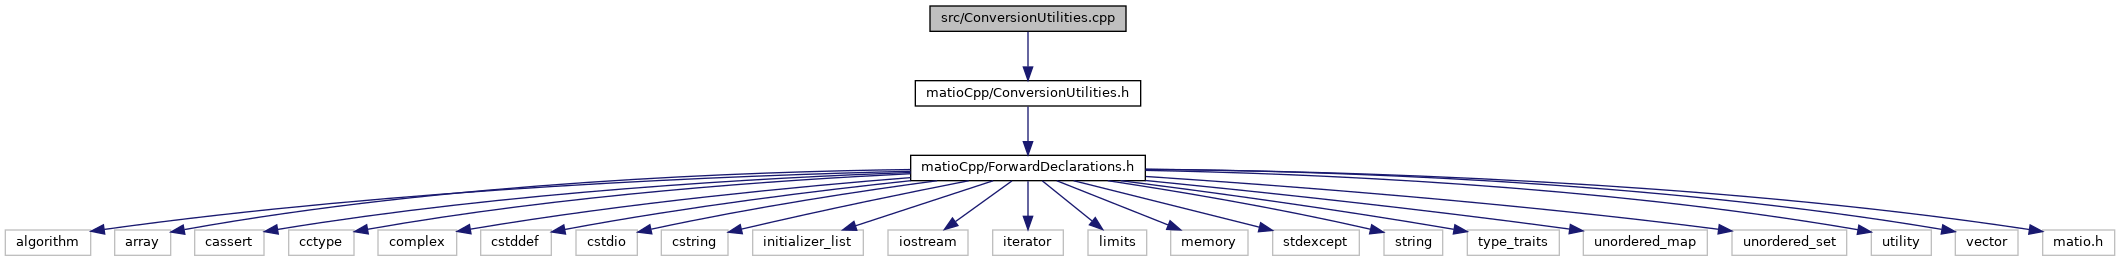 src/ConversionUtilities.cpp
matioCpp/ConversionUtilities.h
matioCpp/ForwardDeclarations.h
algorithm
array
cassert
cctype
complex
cstddef
cstdio
cstring
initializer_list
iostream
iterator
limits
memory
stdexcept
string
type_traits
unordered_map
unordered_set
utility
vector
matio.h